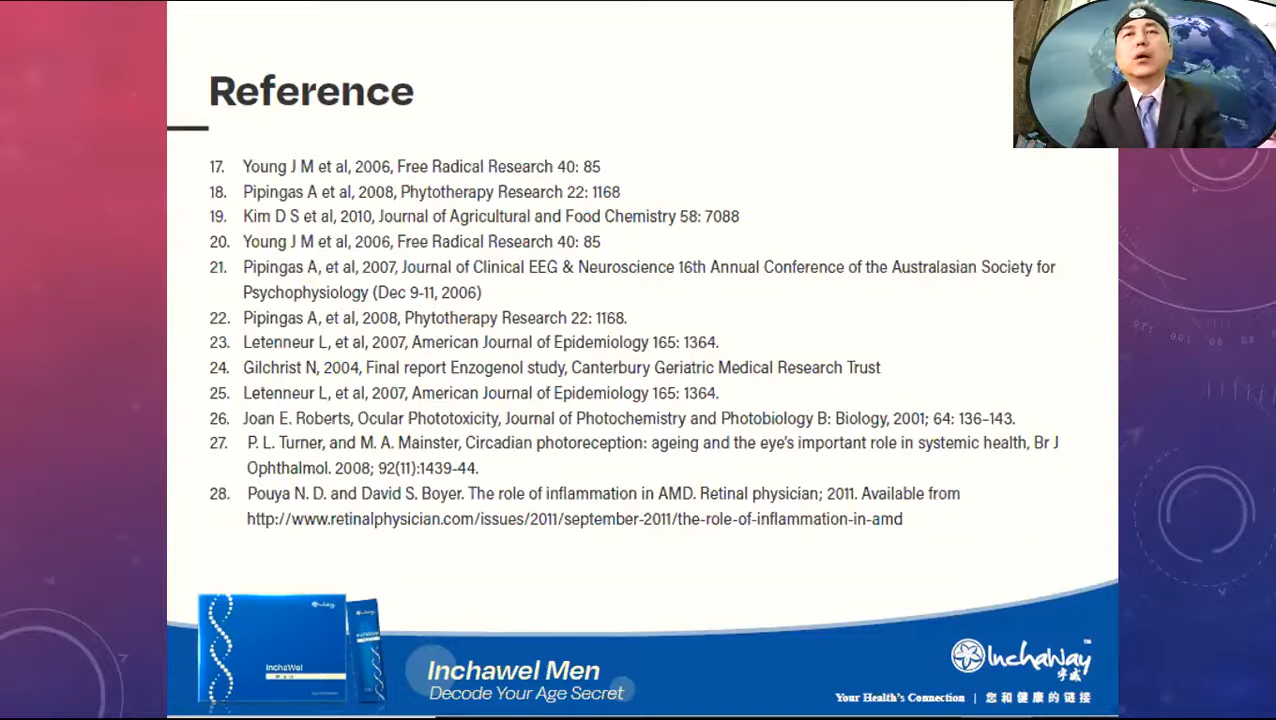 Reference
17. Young J M et al, 2006, Free Radical Research 40: 85
18. Pipingas A et al, 2008, Phytotherapy Research 22: 1168
19. Kim D S et al, 2010, Journal of Agricultural and Food Chemistry 58: 7088
20. Young J M et al, 2006, Free Radical Research 40: 85
21. Pipingas A, et al, 2007, Journal of Clinical EEG & Neuroscience 16th Annual Conference of the Australasian Society for
Psychophysiology (Dec 9-11, 2006)
22. Pipingas A, et al, 2008, Phytotherapy Research 22: 1168.
23. Letenneur L, et al, 2007, American Journal of Epidemiology 165: 1364.
24. Gilchrist N, 2004, Final report Enzogenol study, Canterbury Geriatric Medical Research Trust
25. Letenneur L, et al, 2007, American Journal of Epidemiology 165: 1364.
26. Joan E. Roberts, Ocular Phototoxicity, Journal of Photochemistry and Photobiology B: Biology, 2001; 64: 136–143.
27. P. L. Turner, and M. A. Mainster, Circadian photoreception: ageing and the eye's important role in systemic health, Br J
Ophthalmol. 2008; 92(11):1439-44.
28. Pouya N. D. and David S. Boyer. The role of inflammation in AMD. Retinal physician; 2011. Available from
http://www.retinalphysician.com/issues/2011/september-2011/the-role-of-inflammation-in-amd
InchaWel
Inchawel Men
Decode Your Age Secret
InchaWay™
Your Health's Connection | 您和健康的链接